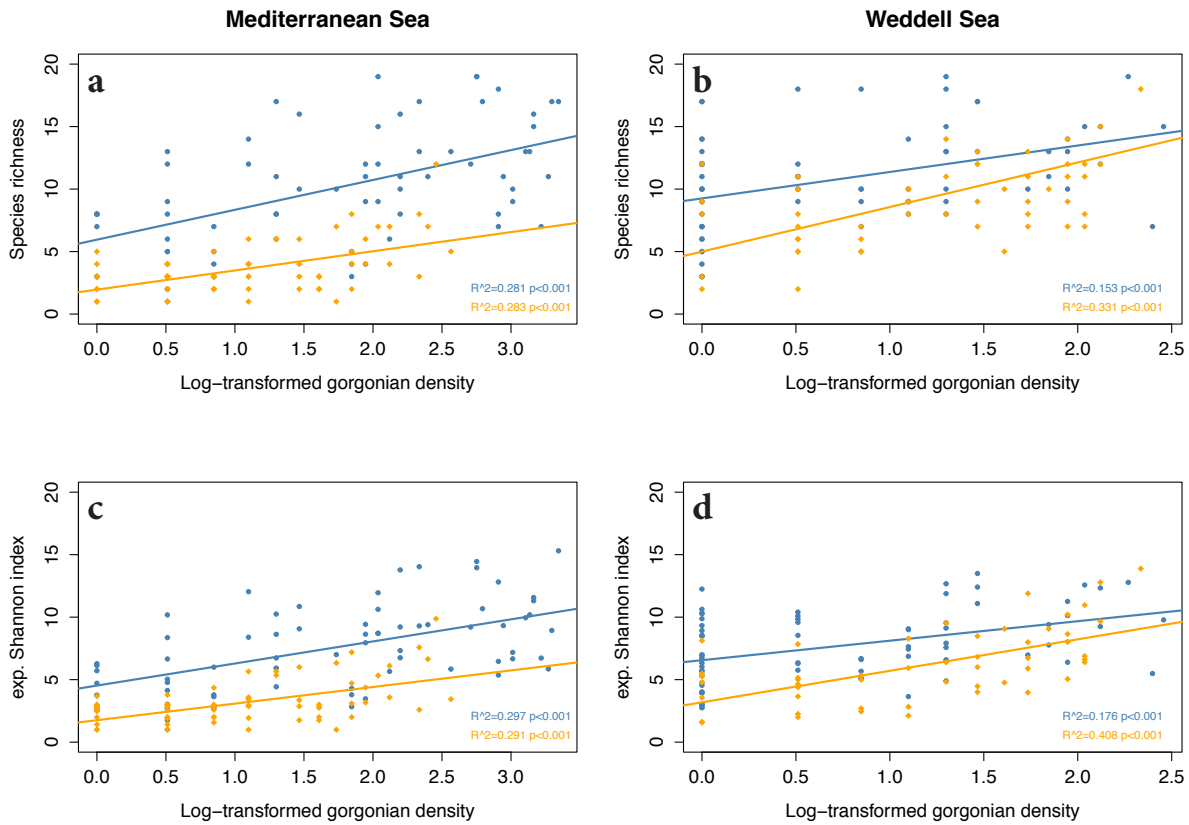 Mediterranean Sea
Weddell Sea
a
Species richness
0 5 10 15 20
R^2=0.281 p<0.001
R^2=0.283 p<0.001
0.0 0.5 1.0 1.5 2.0 2.5 3.0
Log−transformed gorgonian density
b
Species richness
0 5 10 15 20
R^2=0.153 p<0.001
R^2=0.331 p<0.001
0.0 0.5 1.0 1.5 2.0 2.5
Log−transformed gorgonian density
c
exp. Shannon index
0 5 10 15 20
R^2=0.297 p<0.001
R^2=0.291 p<0.001
0.0 0.5 1.0 1.5 2.0 2.5 3.0
Log−transformed gorgonian density
d
exp. Shannon index
0 5 10 15 20
R^2=0.176 p<0.001
R^2=0.408 p<0.001
0.0 0.5 1.0 1.5 2.0 2.5
Log−transformed gorgonian density